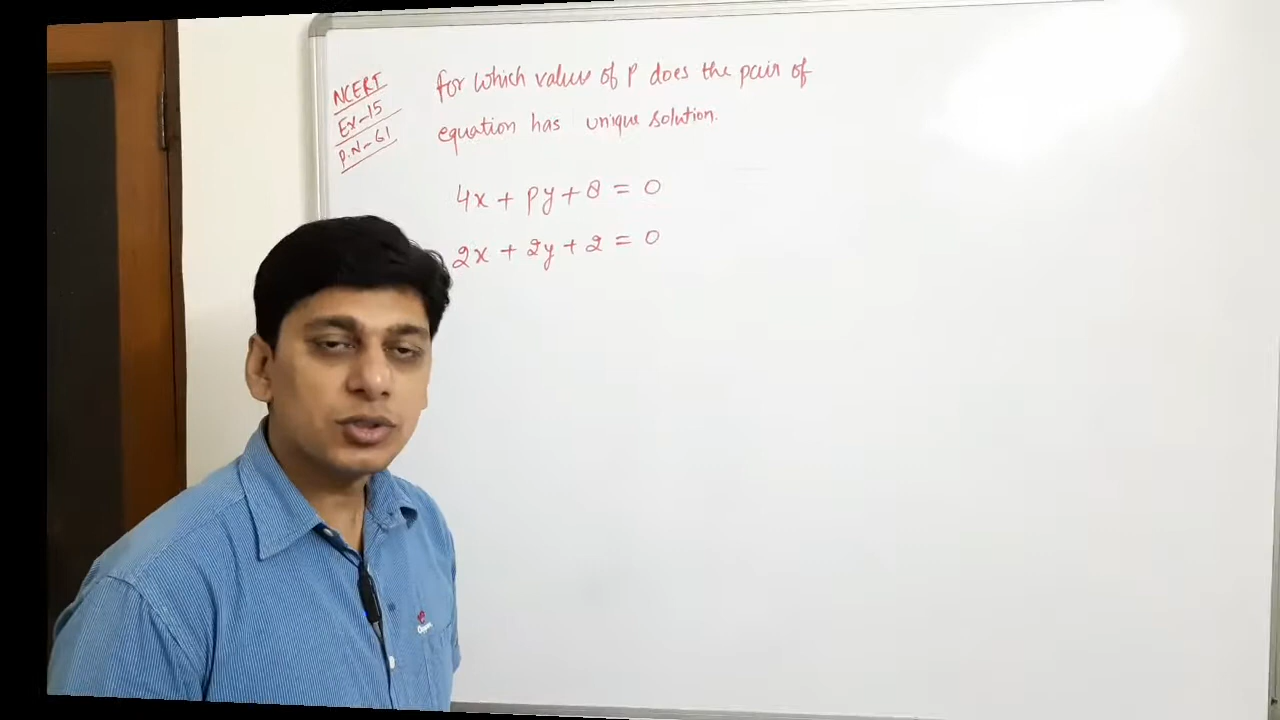 NCERT
Ex-15
P.N-61
for which values of P does the pair of
equation has unique solution.
4x + py + 8 = 0
2x + 2y + 2 = 0